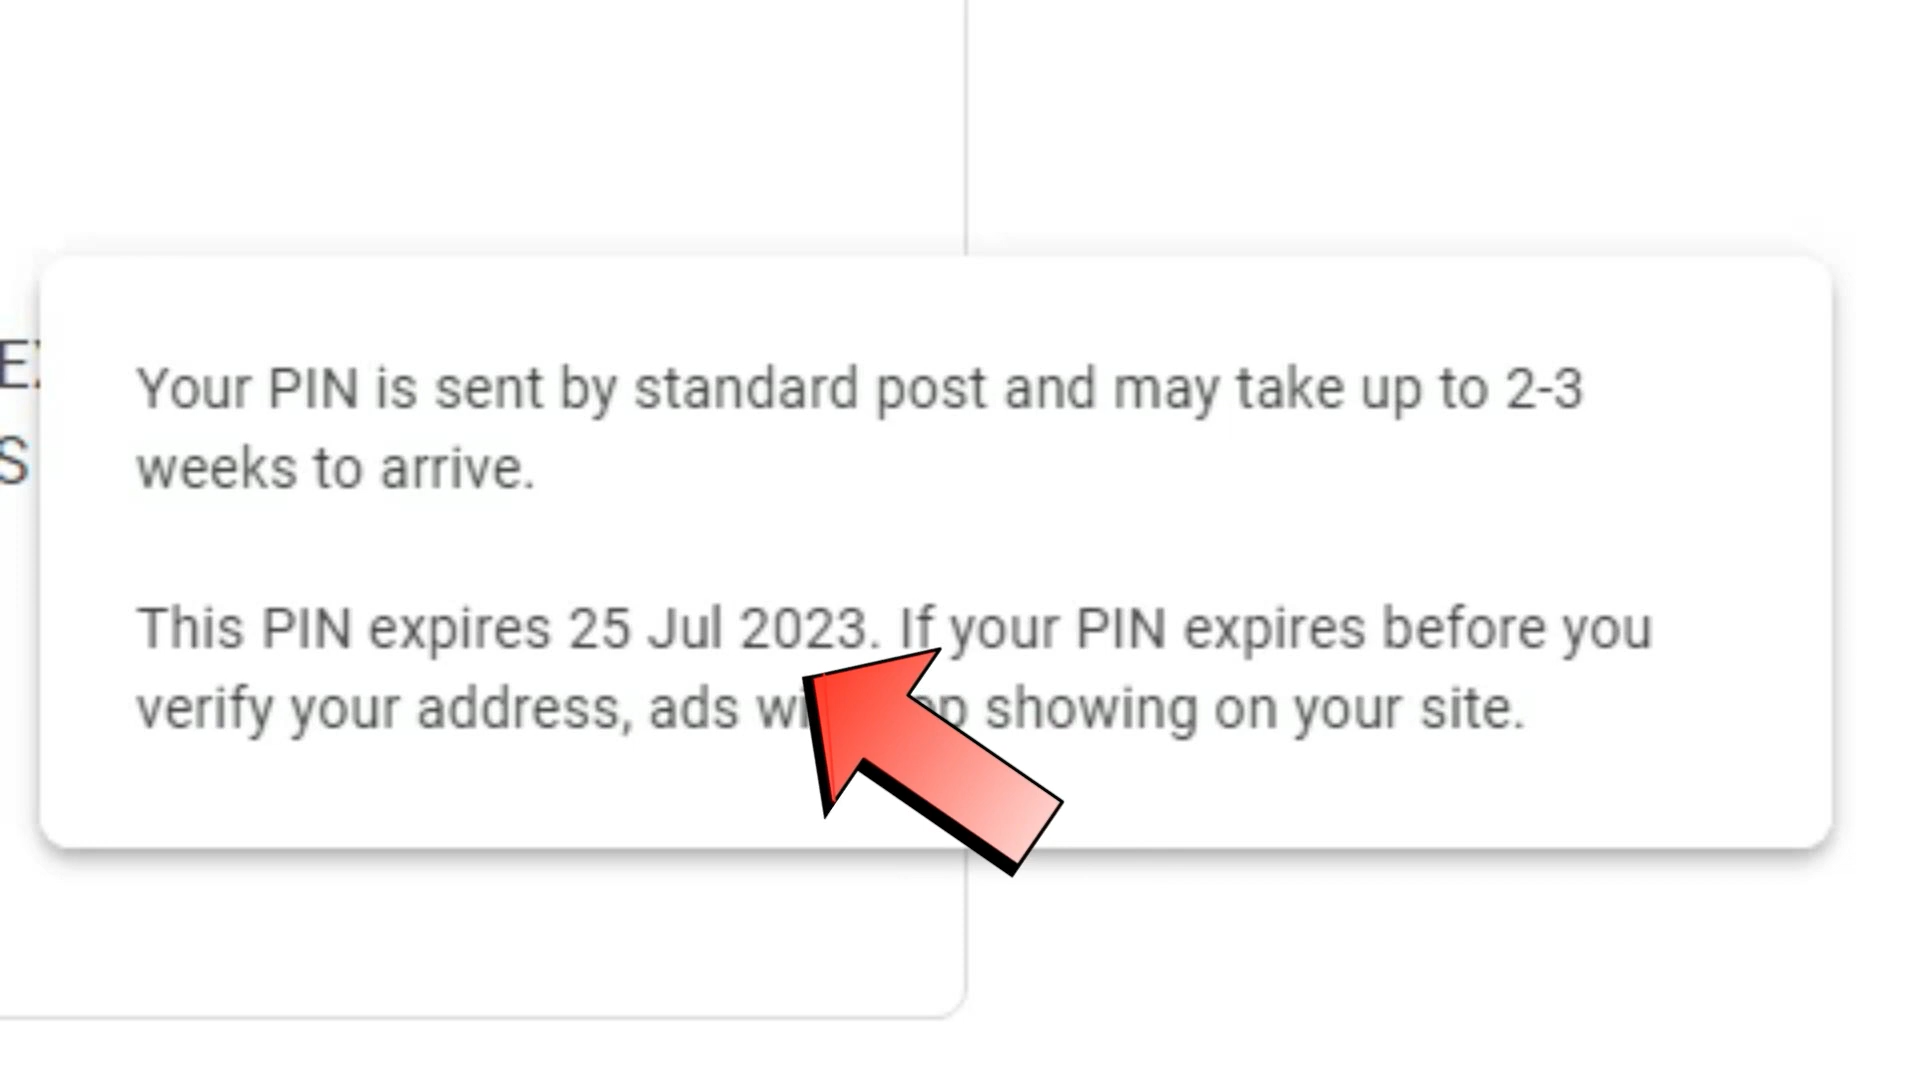 Your PIN is sent by standard post and may take up to 2-3
weeks to arrive.
This PIN expires 25 Jul 2023. If your PIN expires before you
verify your address, ads showing on your site.